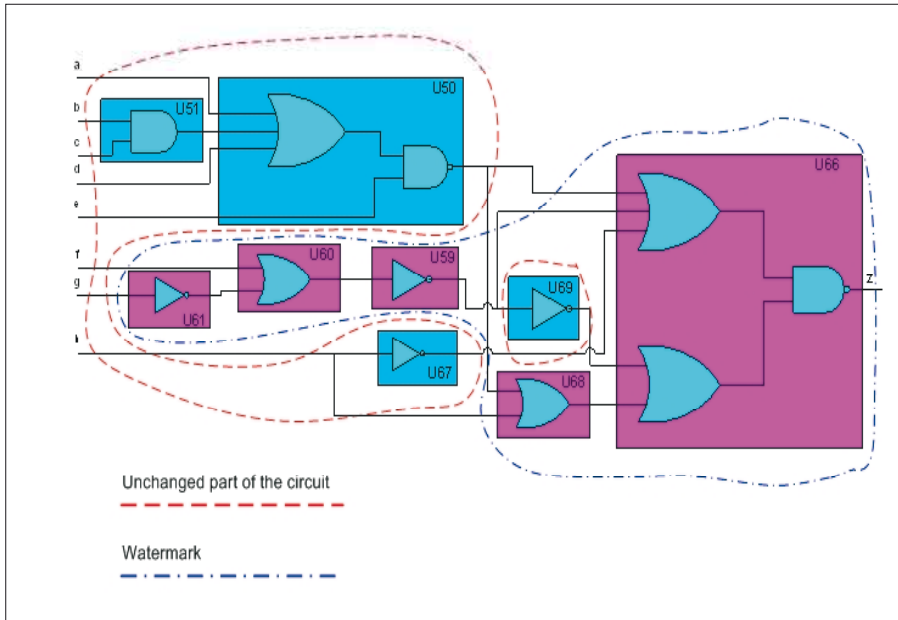 a
U50
b
U51
c
d
U66
e
f
U60
U59
g
Z
U69
U61
U67
U68
Unchanged part of the circuit
Watermark